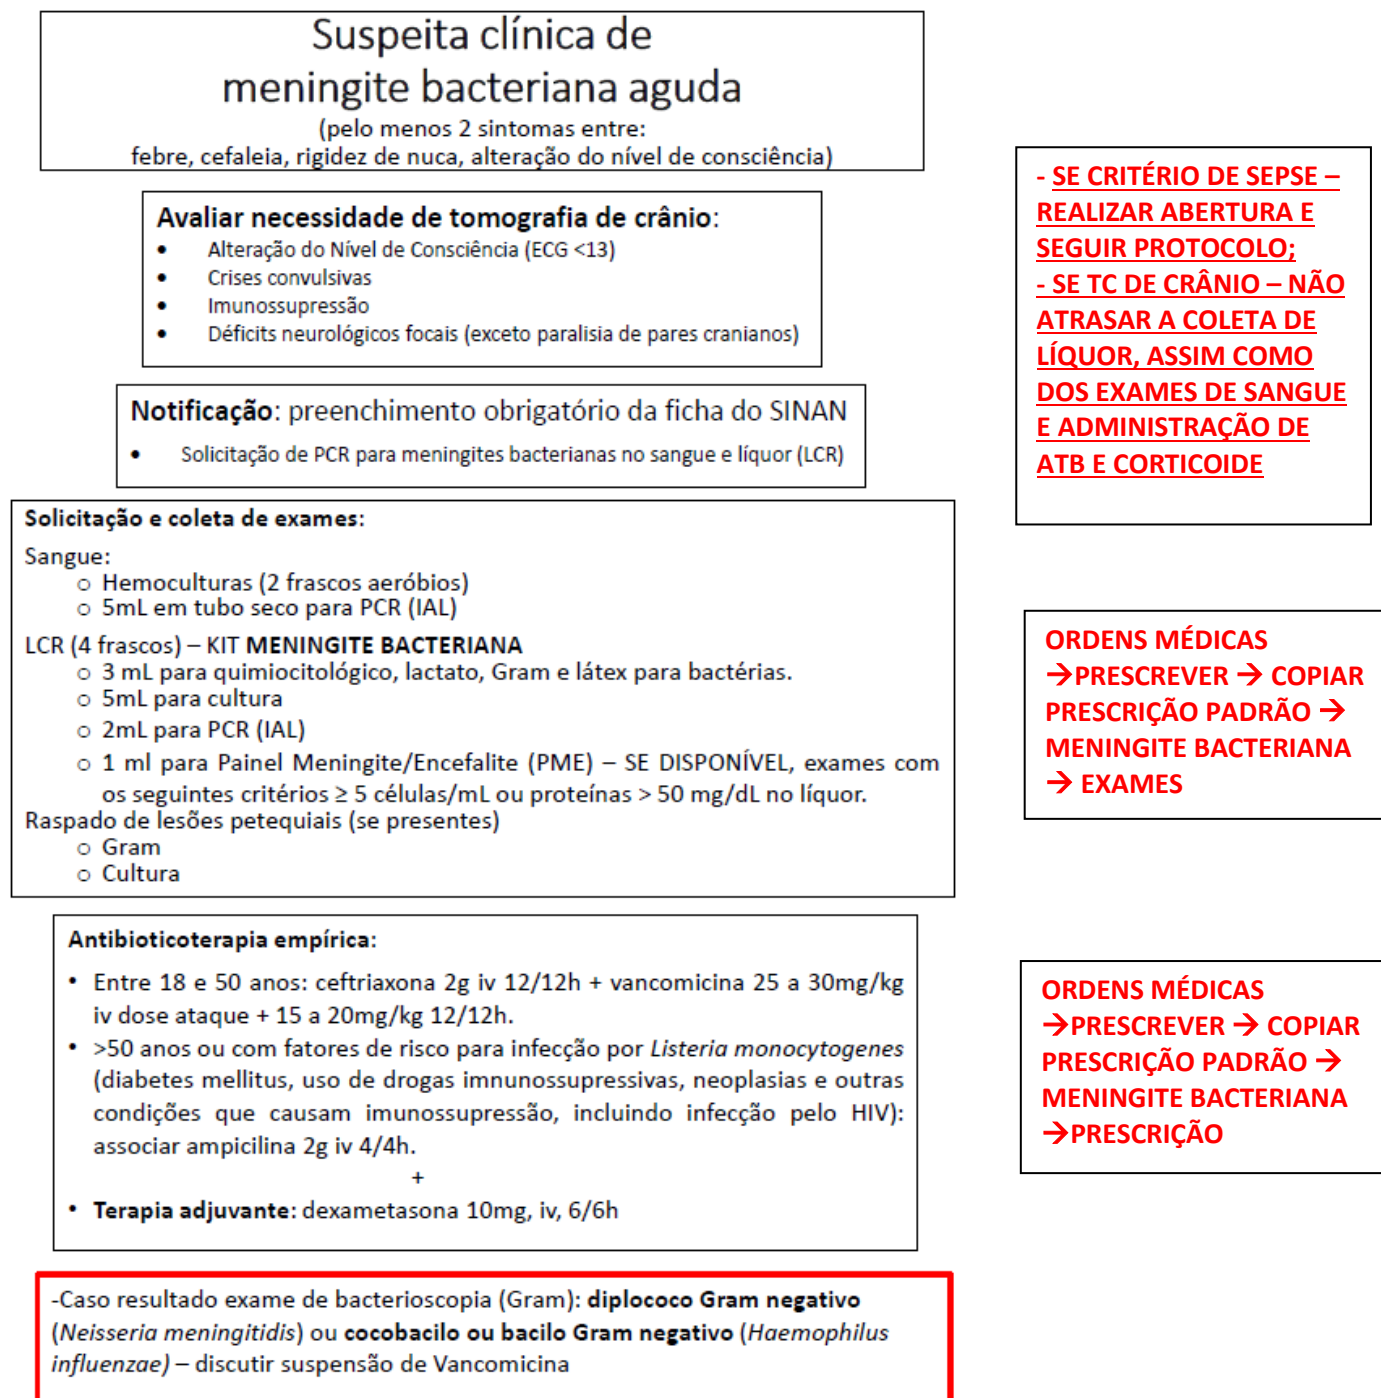 Suspeita clínica de
meningite bacteriana aguda
(pelo menos 2 sintomas entre:
febre, cefaleia, rigidez de nuca, alteração do nível de consciência)
- SE CRITÉRIO DE SEPSE –
REALIZAR ABERTURA E
SEGUIR PROTOCOLO;
- SE TC DE CRÂNIO – NÃO
ATRASAR A COLETA DE
LÍQUOR, ASSIM COMO
DOS EXAMES DE SANGUE
E ADMINISTRAÇÃO DE
ATB E CORTICOIDE
Avaliar necessidade de tomografia de crânio:
• Alteração do Nível de Consciência (ECG <13)
• Crises convulsivas
• Imunossupressão
• Déficits neurológicos focais (exceto paralisia de pares cranianos)
Notificação: preenchimento obrigatório da ficha do SINAN
• Solicitação de PCR para meningites bacterianas no sangue e líquor (LCR)
Solicitação e coleta de exames:
Sangue:
o Hemoculturas (2 frascos aeróbios)
o 5mL em tubo seco para PCR (IAL)
LCR (4 frascos) – KIT MENINGITE BACTERIANA
o 3 mL para quimiocitológico, lactato, Gram e látex para bactérias.
o 5mL para cultura
o 2mL para PCR (IAL)
o 1 ml para Painel Meningite/Encefalite (PME) – SE DISPONÍVEL, exames com
os seguintes critérios ≥ 5 células/mL ou proteínas > 50 mg/dL no líquor.
Raspado de lesões petequiais (se presentes)
o Gram
o Cultura
ORDENS MÉDICAS
→PRESCREVER → COPIAR
PRESCRIÇÃO PADRÃO →
MENINGITE BACTERIANA
→ EXAMES
Antibioticoterapia empírica:
• Entre 18 e 50 anos: ceftriaxona 2g iv 12/12h + vancomicina 25 a 30mg/kg
iv dose ataque + 15 a 20mg/kg 12/12h.
• >50 anos ou com fatores de risco para infecção por Listeria monocytogenes
(diabetes mellitus, uso de drogas imnunossupressivas, neoplasias e outras
condições que causam imunossupressão, incluindo infecção pelo HIV):
associar ampicilina 2g iv 4/4h.
+
• Terapia adjuvante: dexametasona 10mg, iv, 6/6h
ORDENS MÉDICAS
→PRESCREVER → COPIAR
PRESCRIÇÃO PADRÃO →
MENINGITE BACTERIANA
→PRESCRIÇÃO
-Caso resultado exame de bacterioscopia (Gram): diplococo Gram negativo
(Neisseria meningitidis) ou cocobacilo ou bacilo Gram negativo (Haemophilus
influenzae) – discutir suspensão de Vancomicina